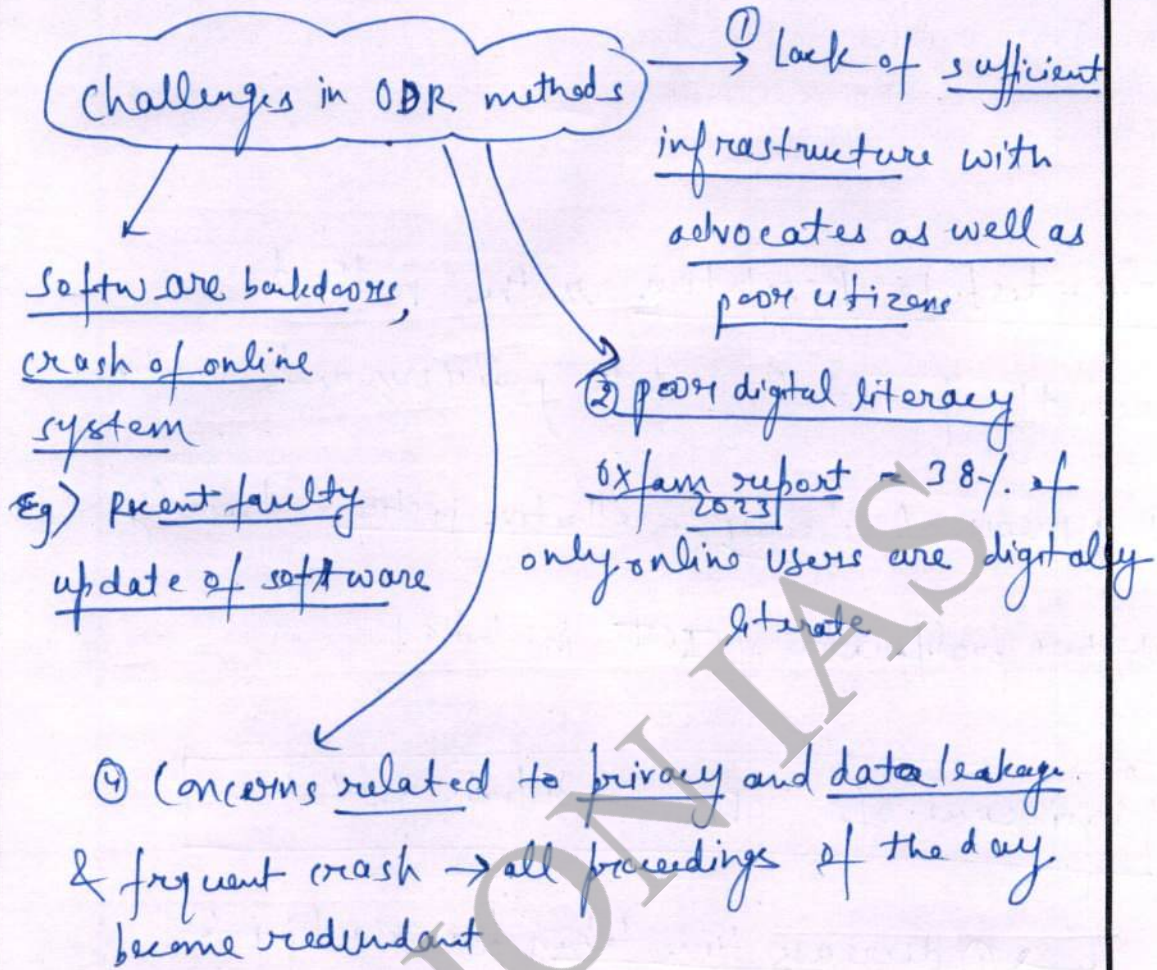 Challenges in ODR methods
① Lack of sufficient
infrastructure with
advocates as well as
poor citizens
② poor digital literacy
Oxfam report - 38% of
2023
only online users are digitally
literate
software backdoors,
crash of online
system
Eg) Recent faulty
update of software
④ Concerns related to privacy and data leakage
& frequent crash → all proceedings of the day
become redundant
ION IAS